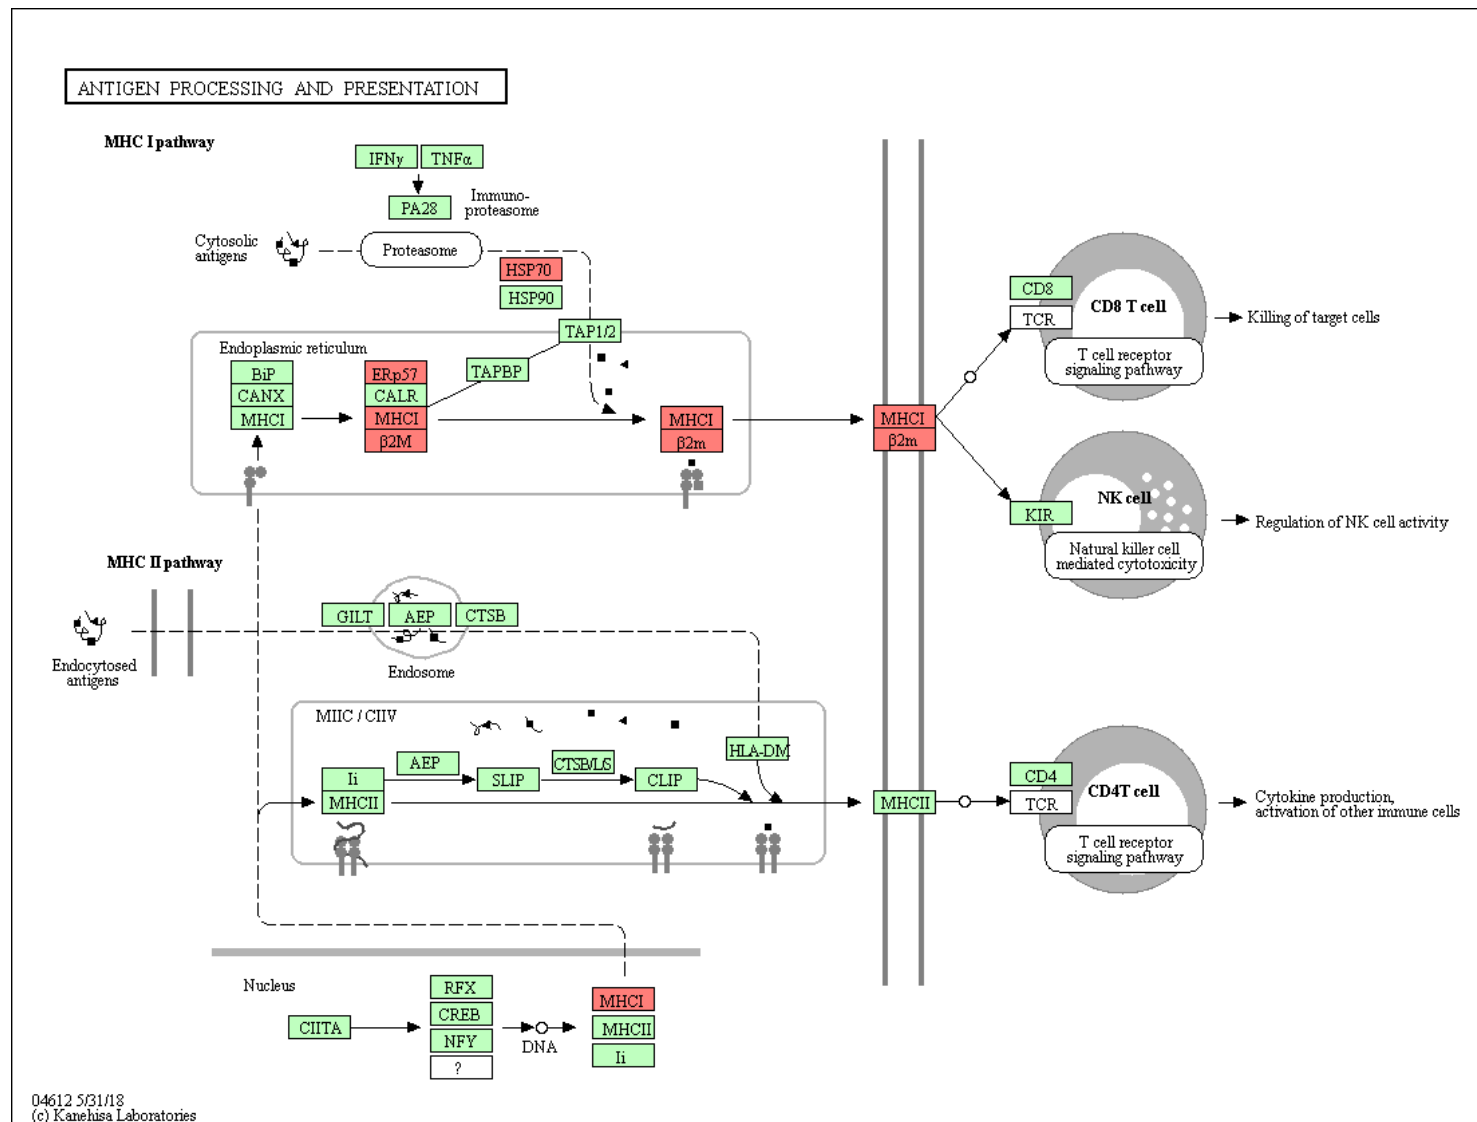 ANTIGEN PROCESSING AND PRESENTATION
MHC I pathway
IFNγ
TNFα
PA28
Immuno-
proteasome
Cytosolic
antigens
Proteasome
HSP70
HSP90
TAP1/2
Endoplasmic reticulum
BiP
CANX
MHCI
ERp57
CALR
MHCI
β2M
TAPBP
MHCI
β2m
MHCI
β2m
CD8
TCR
CD8 T cell
T cell receptor
signaling pathway
Killing of target cells
KIR
NK cell
Natural killer cell
mediated cytotoxicity
Regulation of NK cell activity
MHC II pathway
Endocytosed
antigens
GILT
AEP
CTSB
Endosome
MIIC / CIIV
Ii
MHCII
AEP
SLIP
CTSB/L/S
CLIP
HLA-DM
MHCII
CD4
TCR
CD4T cell
T cell receptor
signaling pathway
Cytokine production,
activation of other immune cells
Nucleus
CIITA
RFX
CREB
NFY
?
DNA
MHCI
MHCII
Ii
04612 5/31/18
(c) Kanehisa Laboratories